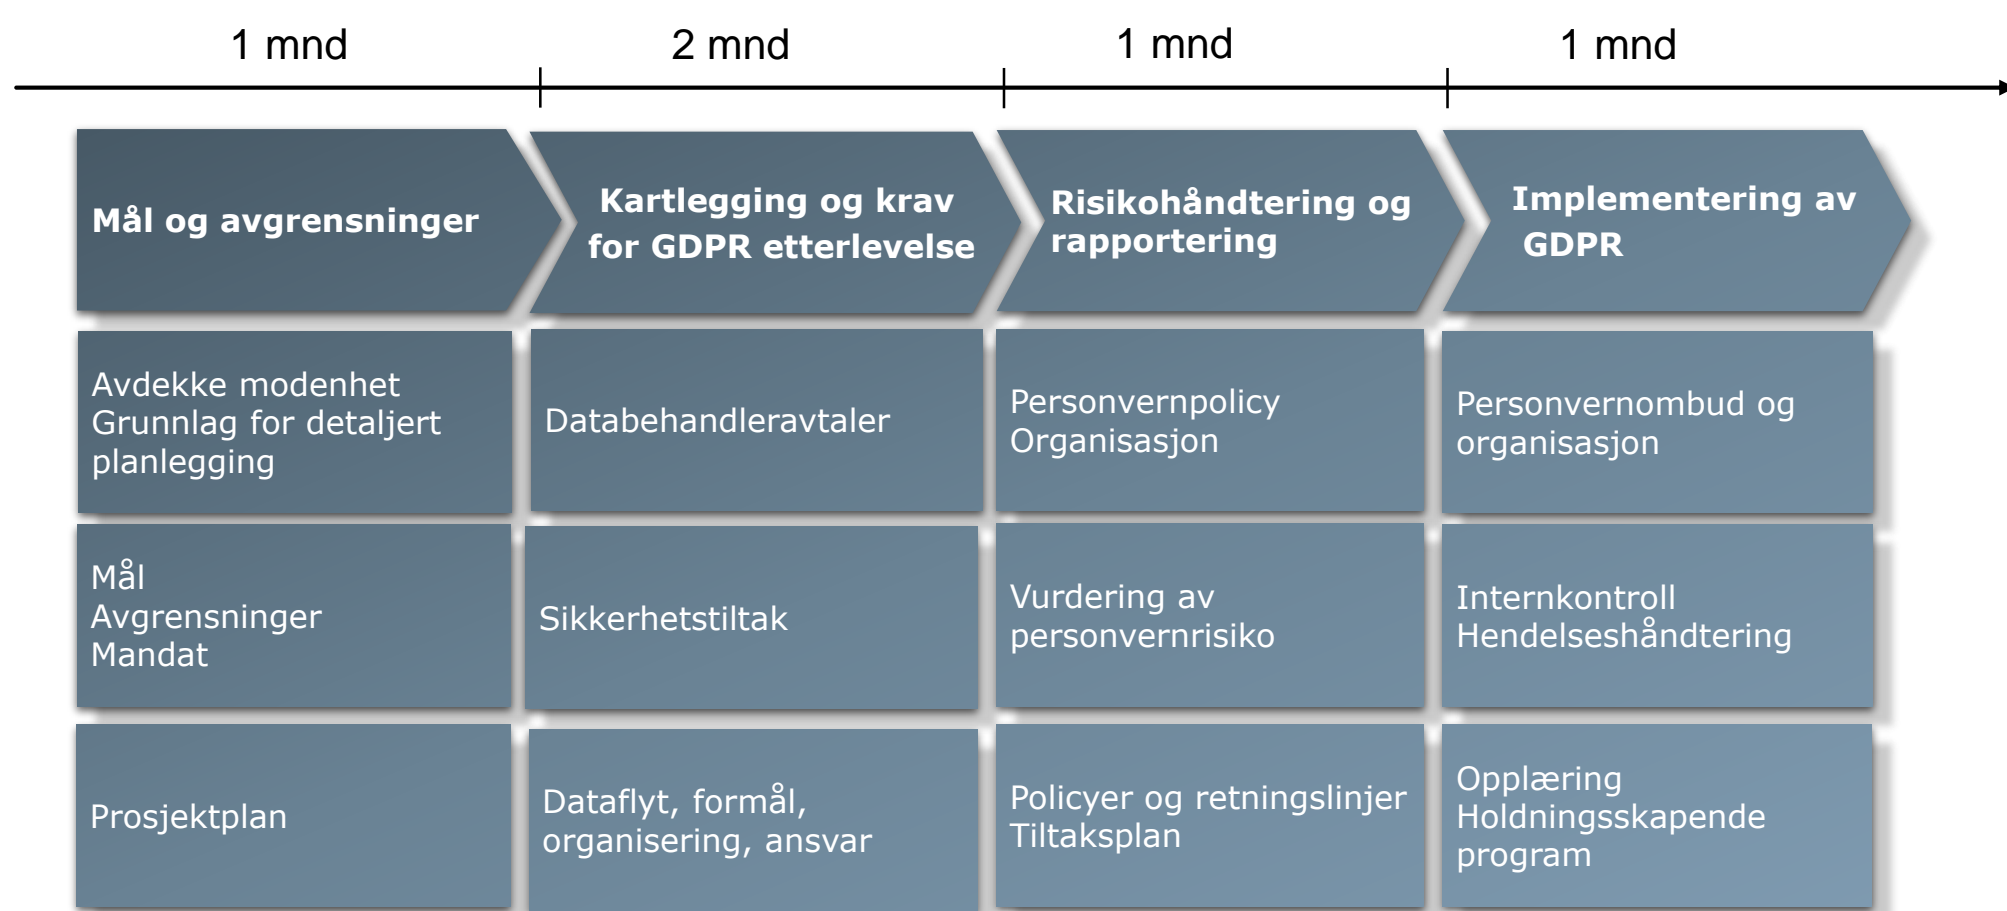 1 mnd
2 mnd
1 mnd
1 mnd
Mål og avgrensninger
Kartlegging og krav
for GDPR etterlevelse
Risikohåndtering og
rapportering
Implementering av
GDPR
Avdekke modenhet
Grunnlag for detaljert
planlegging
Databehandleravtaler
Personvernpolicy
Organisasjon
Personvernombud og
organisasjon
Mål
Avgrensninger
Mandat
Sikkerhetstiltak
Vurdering av
personvernrisiko
Internkontroll
Hendelseshåndtering
Prosjektplan
Dataflyt, formål,
organisering, ansvar
Policyer og retningslinjer
Tiltaksplan
Opplæring
Holdningsskapende
program